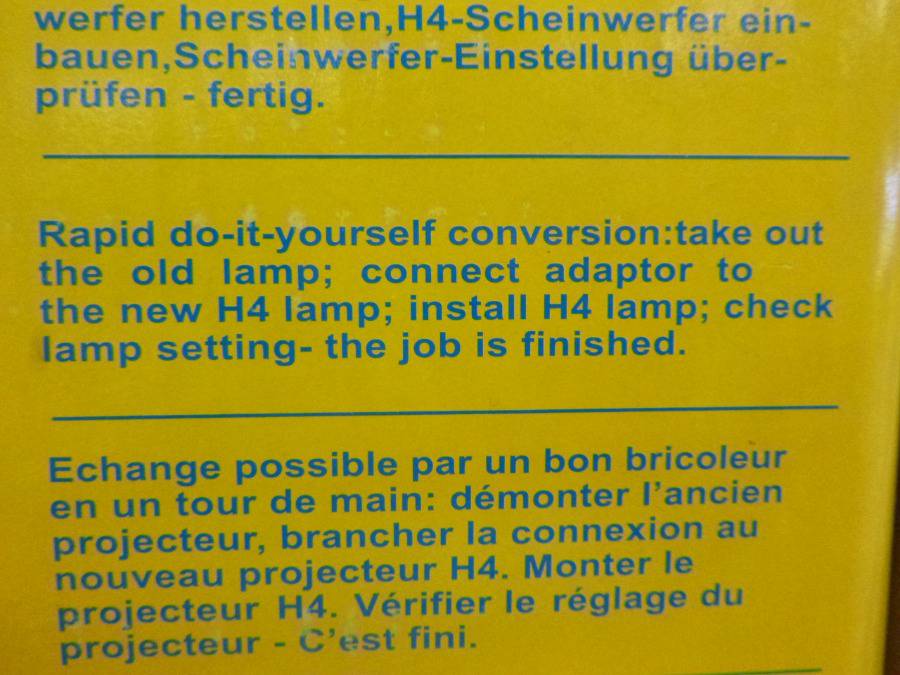 werfer herstellen,H4-Scheinwerfer ein-
bauen,Scheinwerfer-Einstellung über-
prüfen - fertig.
Rapid do-it-yourself conversion:take out
the old lamp; connect adaptor to
the new H4 lamp; install H4 lamp; check
lamp setting- the job is finished.
Echange possible par un bon bricoleur
en un tour de main: démonter l'ancien
projecteur, brancher la connexion au
nouveau projecteur H4. Monter le
projecteur H4. Vérifier le réglage du
projecteur - C'est fini.